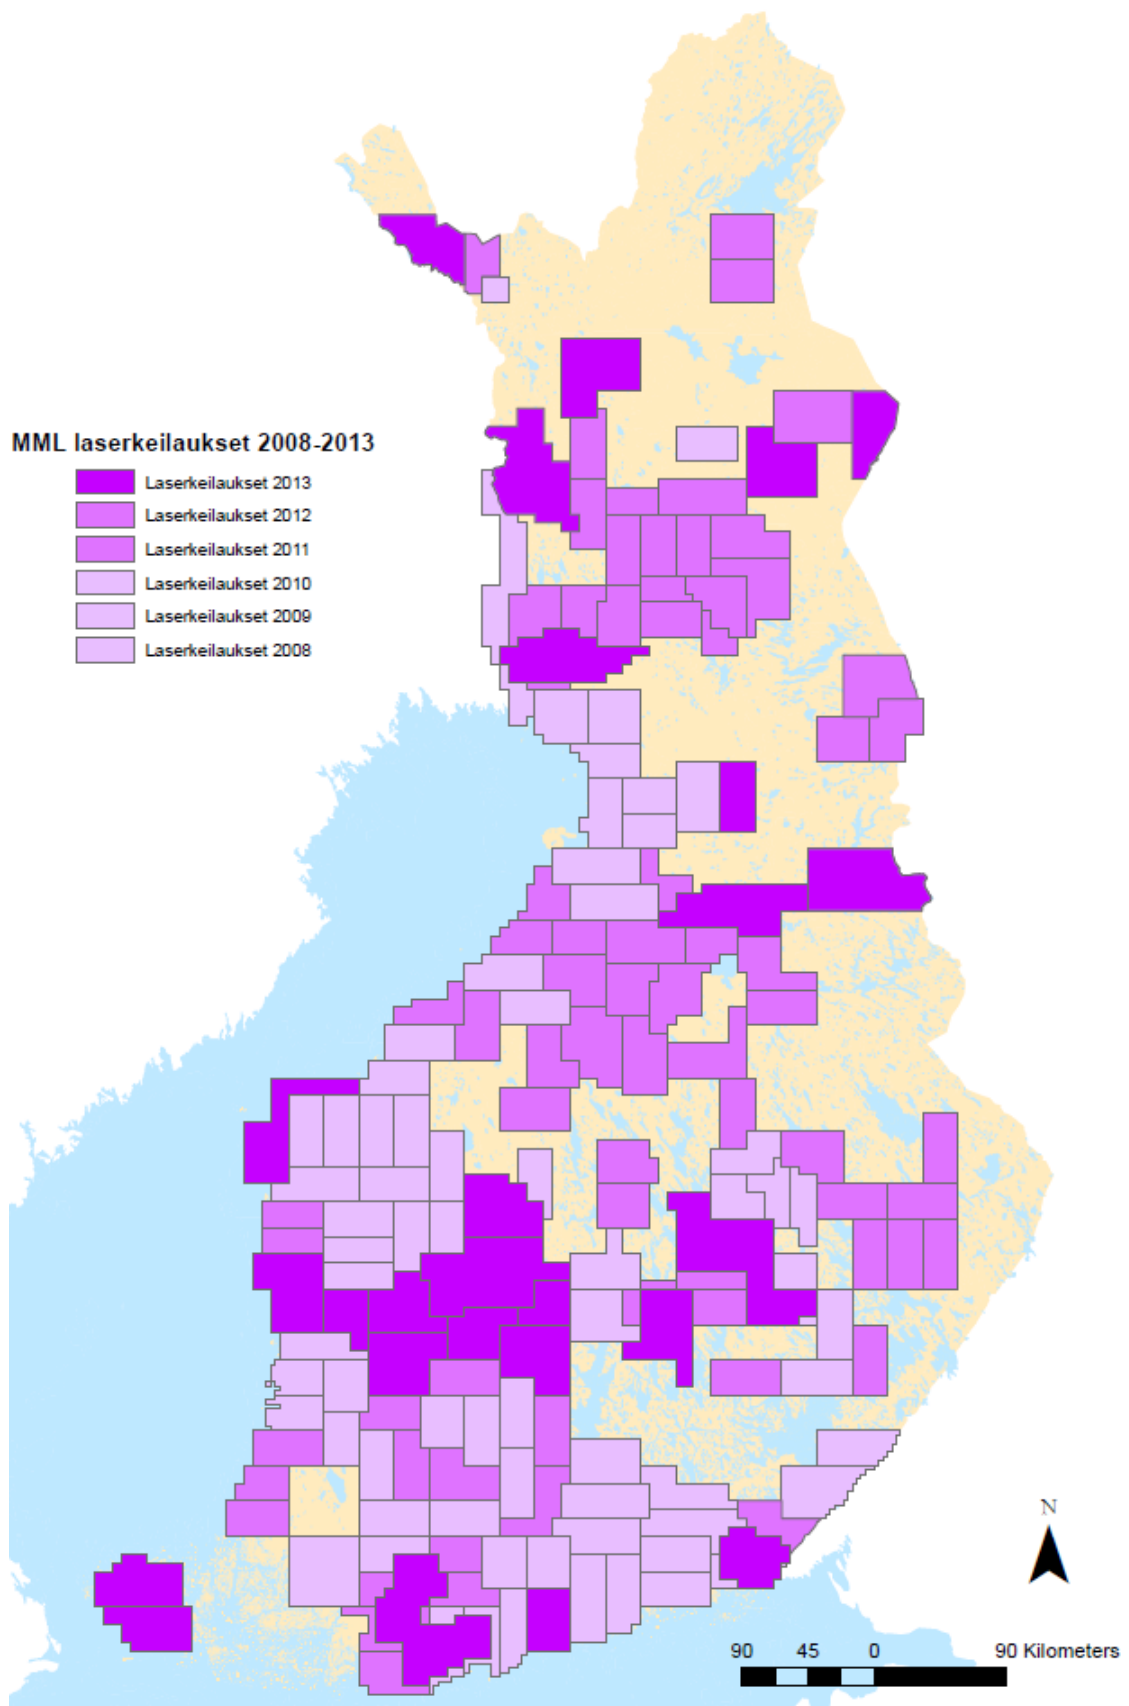 MML laserkeilaukset 2008-2013
Laserkeilaukset 2013
Laserkeilaukset 2012
Laserkeilaukset 2011
Laserkeilaukset 2010
Laserkeilaukset 2009
Laserkeilaukset 2008
N
90 45 0 90 Kilometers